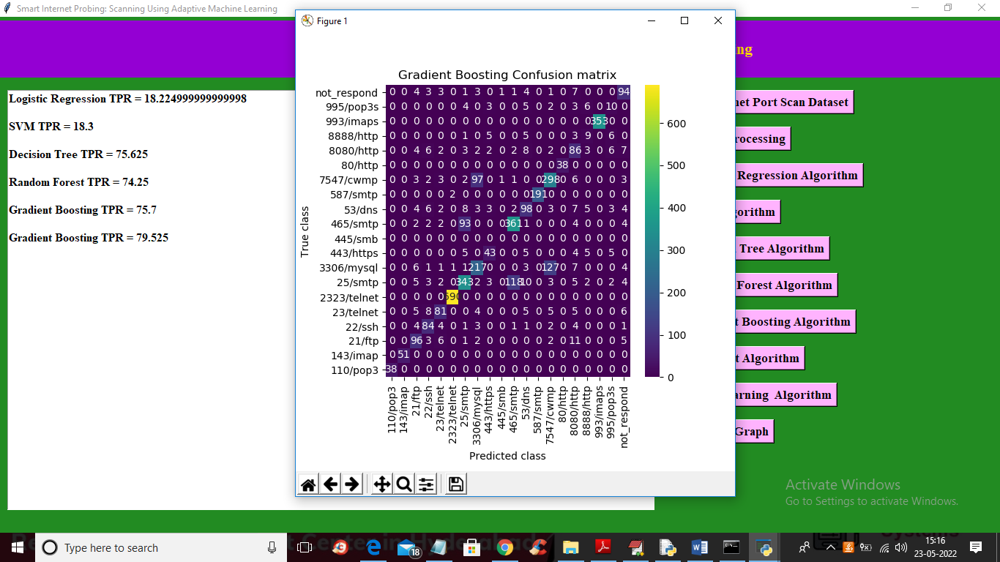 Smart Internet Probing: Scanning Using Adaptive Machine Learning
Figure 1
Logistic Regression TPR = 18.224999999999998
SVM TPR = 18.3
Decision Tree TPR = 75.625
Random Forest TPR = 74.25
Gradient Boosting TPR = 75.7
Gradient Boosting TPR = 79.525
Gradient Boosting Confusion matrix
not_respond 0 0 4 3 3 0 1 3 0 1 1 4 0 1 0 7 0 0 0 94
995/pop3s 0 0 0 0 0 0 4 0 3 0 0 5 0 2 0 3 6 0 10 0
993/imaps 0 0 0 0 0 0 0 0 0 0 0 0 0 0 0 0 0 353 0 0
8888/http 0 0 0 0 0 0 1 0 5 0 0 5 0 0 0 3 9 0 6 0
8080/http 0 0 4 6 2 0 3 2 2 0 2 8 0 2 0 86 3 0 6 7
80/http 0 0 0 0 0 0 0 0 0 0 0 0 0 0 38 0 0 0 0 0
7547/cwmp 0 0 3 2 3 0 2 97 0 1 1 0 0 298 0 6 0 0 0 3
587/smtp 0 0 0 0 0 2 0 0 0 0 0 0 191 0 0 0 0 0 0
53/dns 0 0 4 6 2 0 8 3 3 0 2 98 0 3 0 7 5 0 3 4
465/smtp 0 0 2 2 2 0 93 0 0 0 361 1 0 0 0 4 0 0 0 4
445/smb 0 0 0 0 0 0 0 0 0 0 0 0 0 0 0 0 0 0 0 0
443/https 0 0 0 0 0 0 5 0 43 0 0 5 0 0 0 4 5 0 5 0
3306/mysql 0 0 6 1 1 1 1 217 0 0 1 0 0 127 0 7 0 0 0 4
25/smtp 0 0 5 3 2 0 343 2 3 0 118 10 0 3 0 5 2 0 2 4
2323/telnet 0 0 0 0 0 690 0 0 0 0 0 0 0 0 0 0 0 0 0 0
23/telnet 0 0 5 8 81 0 0 4 0 0 0 5 0 5 0 5 0 0 0 6
22/ssh 0 0 4 84 4 0 1 3 0 0 1 1 0 2 0 4 0 0 0 1
21/ftp 0 0 96 3 6 0 1 2 0 0 0 0 0 2 0 11 0 0 0 5
143/imap 0 51 0 0 0 0 0 0 0 0 0 0 0 0 0 0 0 0 0 0
110/pop3 38 0 0 0 0 0 0 0 0 0 0 0 0 0 0 0 0 0 0 0
True class
110/pop3 143/imap 21/ftp 22/ssh 23/telnet 2323/telnet 25/smtp 3306/mysql 443/https 445/smb 465/smtp 53/dns 587/smtp 7547/cwmp 80/http 8080/http 8888/http 993/imaps 995/pop3s not_respond
Predicted class
600
500
400
300
200
100
0
ng
net Port Scan Dataset
rocessing
Regression Algorithm
gorithm
Tree Algorithm
Forest Algorithm
t Boosting Algorithm
t Algorithm
arning Algorithm
Graph
Activate Windows
Go to Settings to activate Windows.
Type here to search
18
15:16
23-05-2022